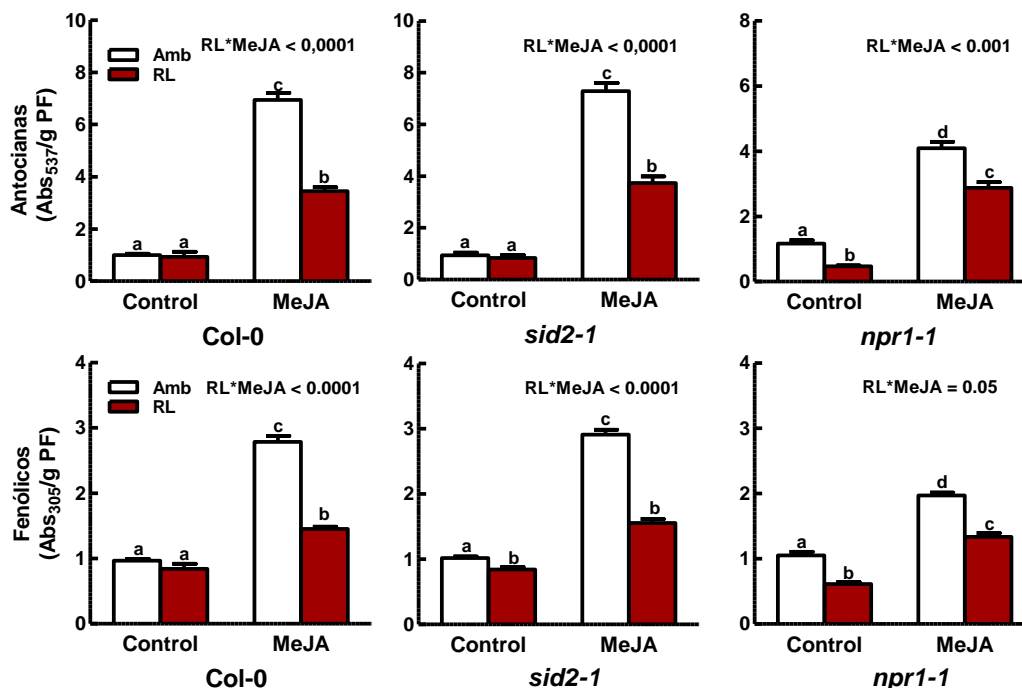 Antocianas
(Abs537/g PF)
10
8
6
4
2
0
Amb
RL
RL*MeJA < 0,0001
a
a
c
b
Control
MeJA
Col-0
10
8
6
4
2
0
RL*MeJA < 0,0001
a
a
c
b
Control
MeJA
sid2-1
8
6
4
2
0
RL*MeJA < 0.001
a
b
d
c
Control
MeJA
npr1-1
Fenólicos
(Abs305/g PF)
4
3
2
1
0
Amb
RL
RL*MeJA < 0.0001
a
a
c
b
Control
MeJA
Col-0
4
3
2
1
0
RL*MeJA < 0.0001
a
b
c
b
Control
MeJA
sid2-1
4
3
2
1
0
RL*MeJA = 0.05
a
b
d
c
Control
MeJA
npr1-1